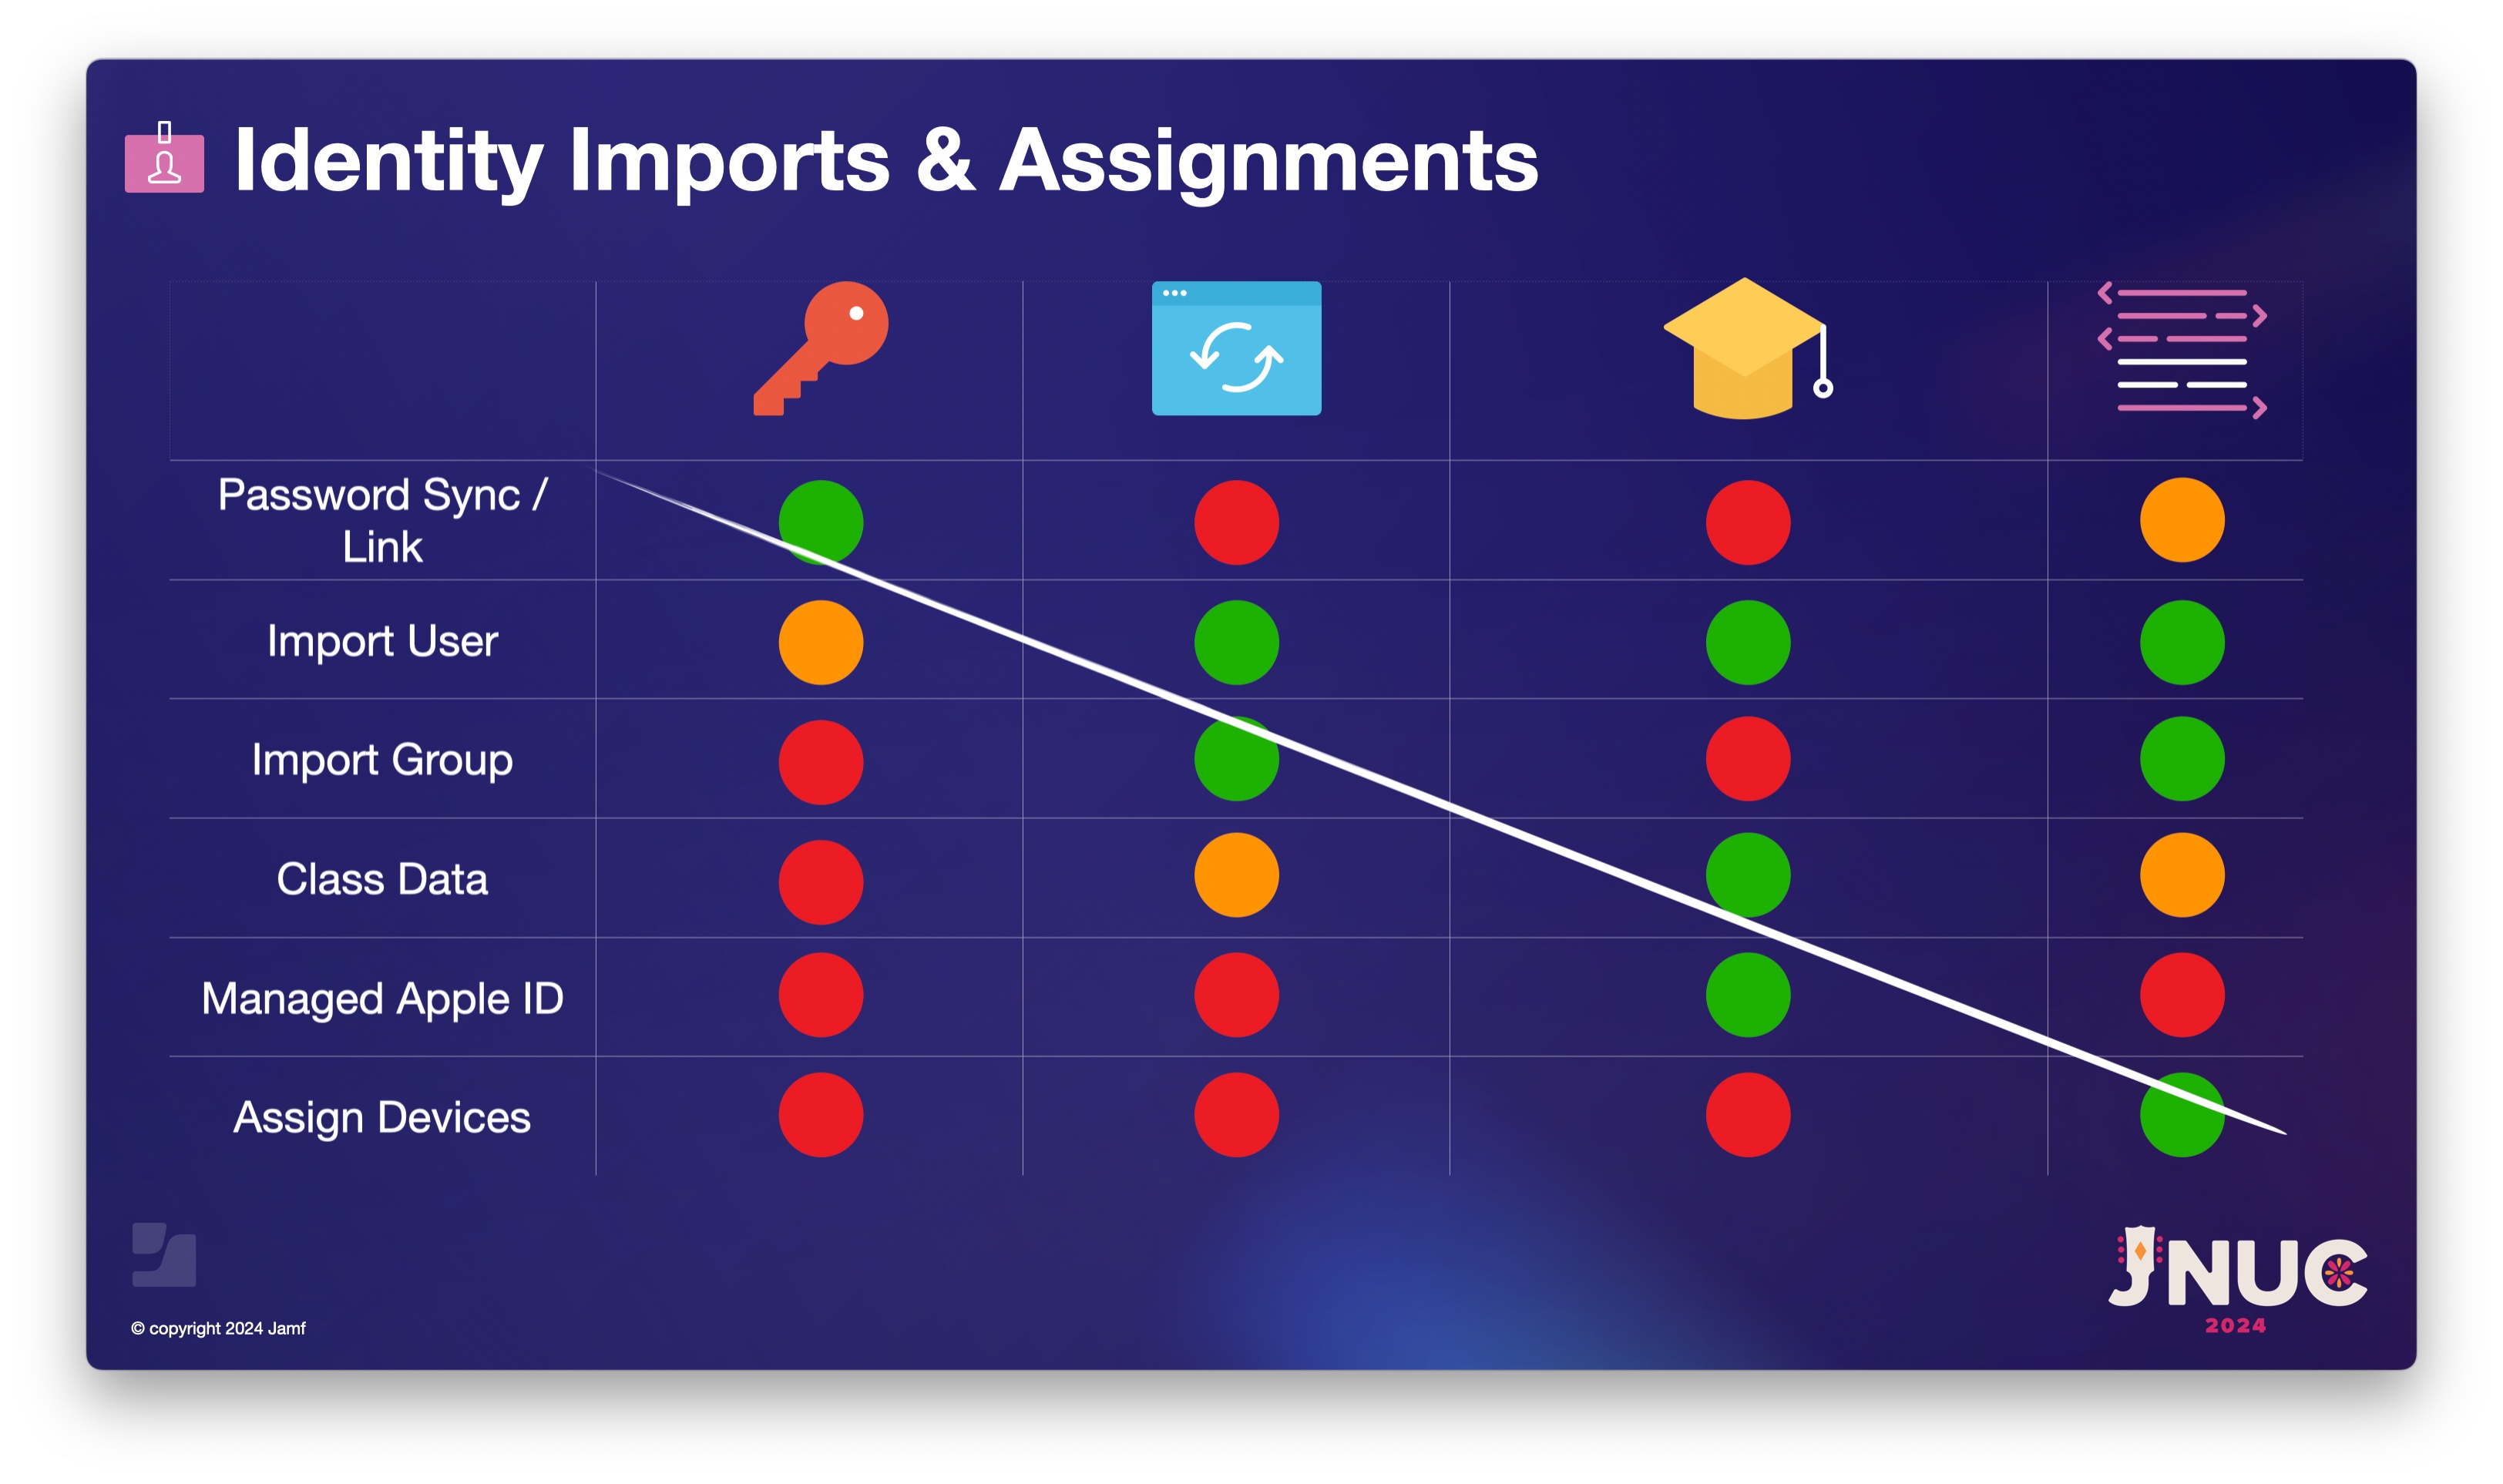 Identity Imports & Assignments
Password Sync /
Link
Import User
Import Group
Class Data
Managed Apple ID
Assign Devices
© copyright 2024 Jamf
JNUC
2024